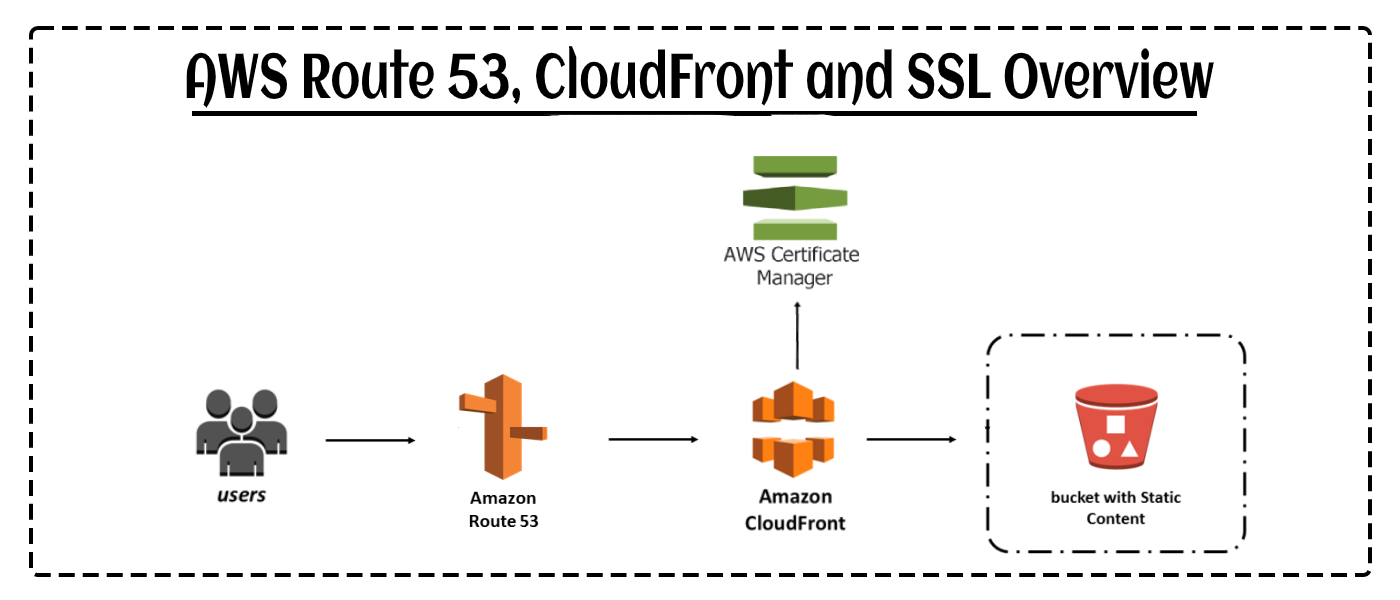 AWS Route 53, CloudFront and SSL Overview
AWS Certificate
Manager
users
Amazon
Route 53
Amazon
CloudFront
bucket with Static
Content